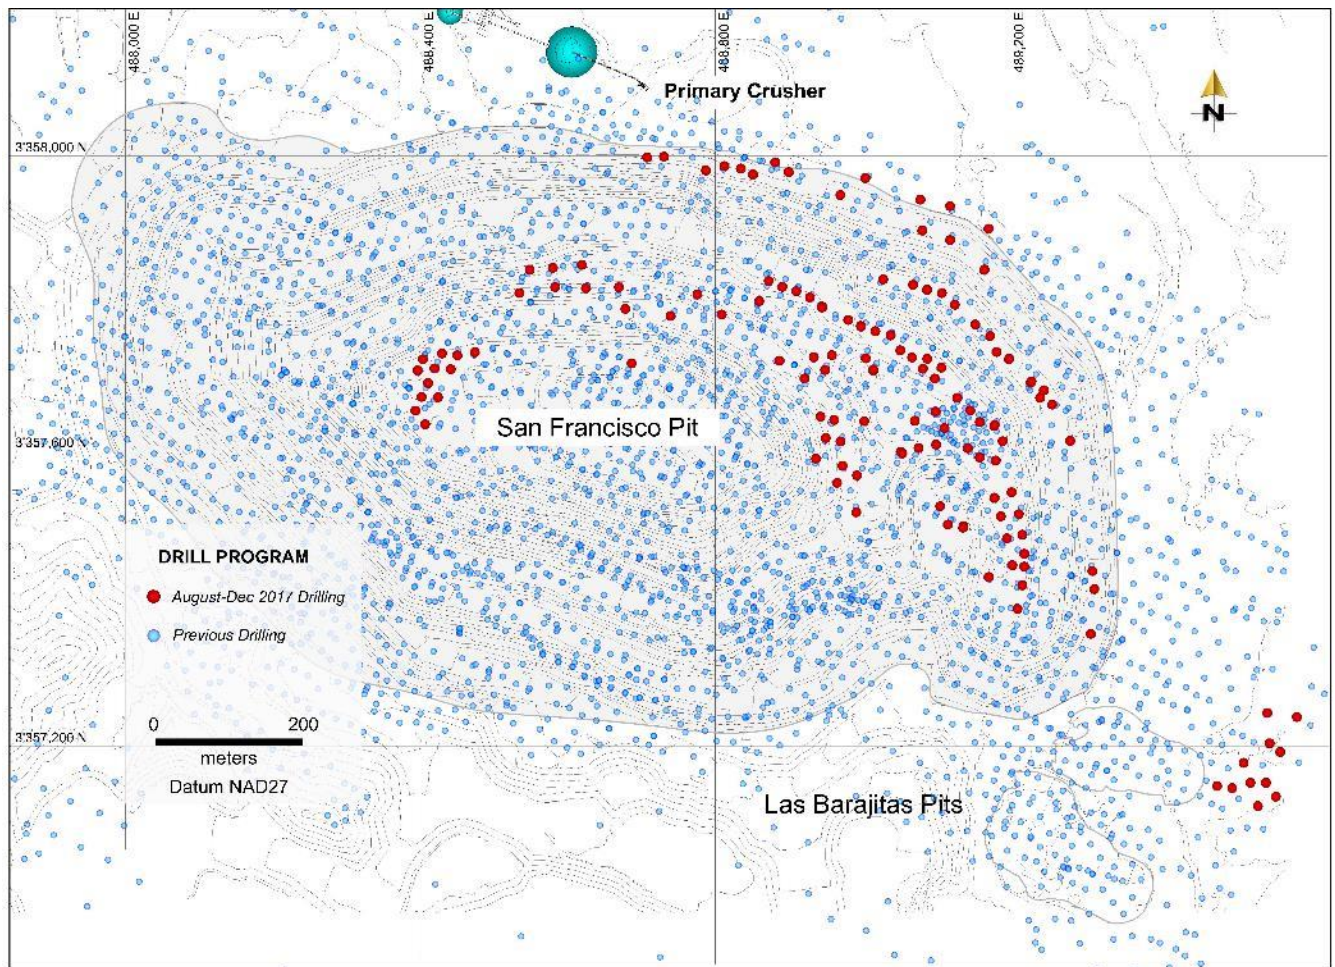 488,000 E
488,400 E
488,800 E
489,200 E
Primary Crusher
N
3'358,000 N
San Francisco Pit
3'357,600 N
DRILL PROGRAM
August-Dec 2017 Drilling
Previous Drilling
0 200
meters
Datum NAD27
3'357,200 N
Las Barajitas Pits